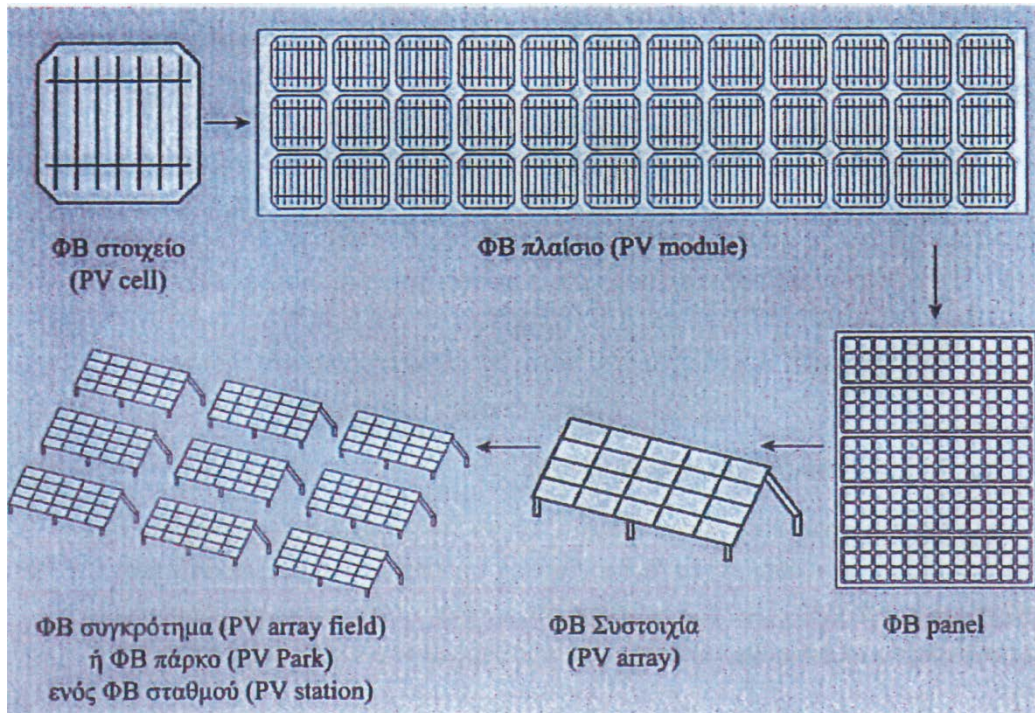 ΦΒ στοιχείο
(PV cell)
ΦΒ πλαίσιο (PV module)
ΦΒ συγκρότημα (PV array field)
ή ΦΒ πάρκο (PV Park)
ενός ΦΒ σταθμού (PV station)
ΦΒ Συστοιχία
(PV array)
ΦΒ panel